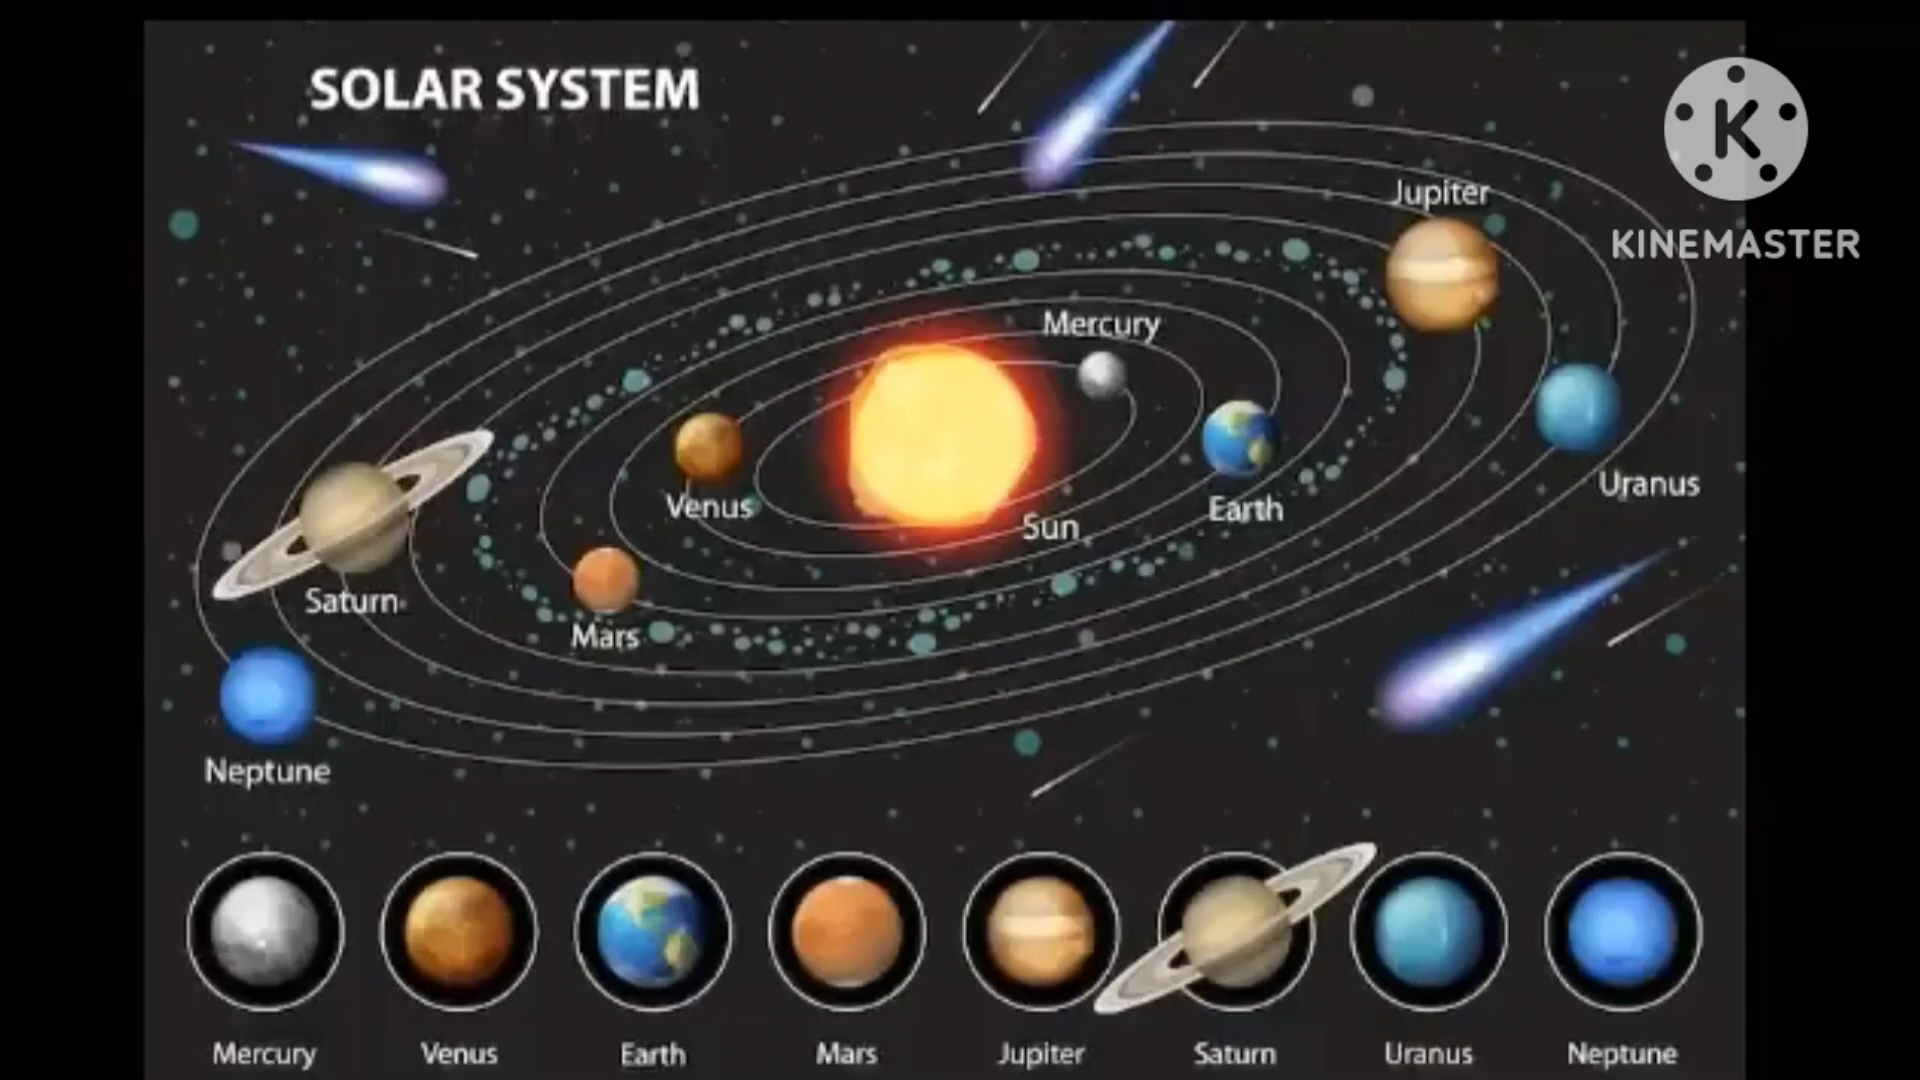 SOLAR SYSTEM
K
KINEMASTER
Jupiter
Mercury
Uranus
Venus
Earth
Sun
Saturn
Mars
Neptune
Mercury Venus Earth Mars Jupiter Saturn Uranus Neptune